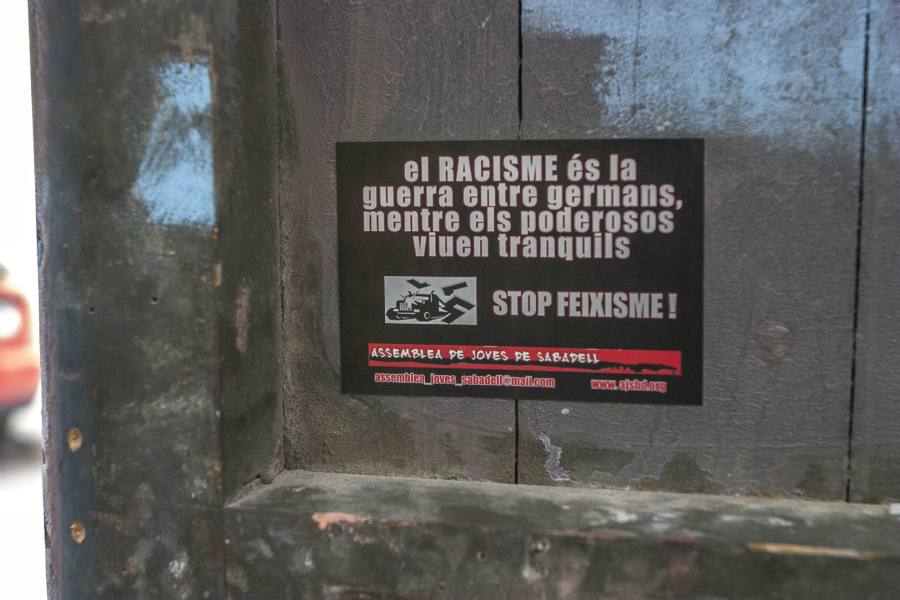 el RACISME és la
guerra entre germans,
mentre els poderosos
viuen tranquils
STOP FEIXISME!
ASSEMBLEA DE JOVES DE SABADELL
assemblea_joves_sabadell@mail.com www.ajsbd.org